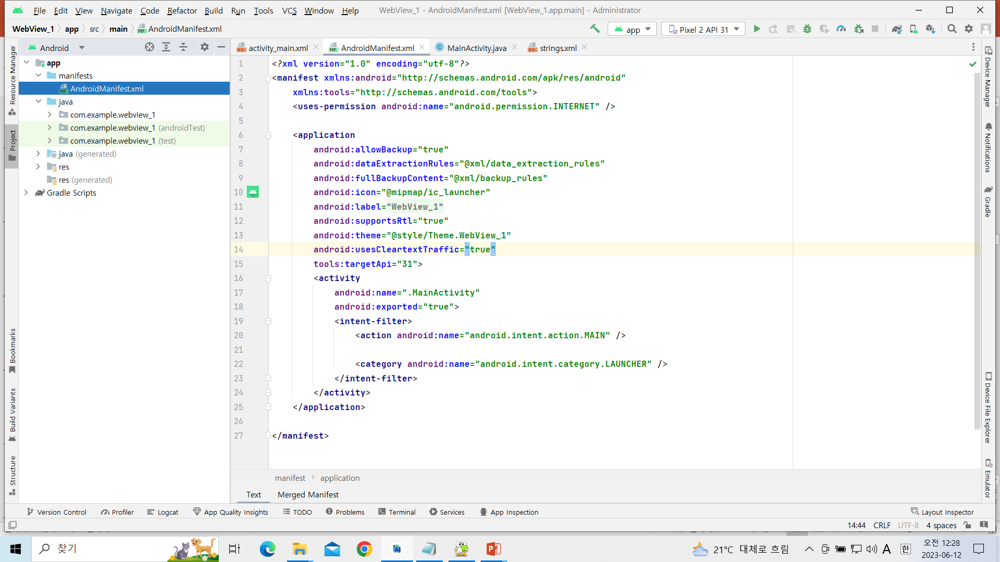 File Edit View Navigate Code Refactor Build Run Tools VCS Window Help WebView_1 - AndroidManifest.xml [WebView_1.app.main] - Administrator
WebView_1 app src main AndroidManifest.xml app Pixel 2 API 31
Android
activity_main.xml AndroidManifest.xml MainActivity.java strings.xml
Resource Manager
Project
Bookmarks
Build Variants
Structure
app
manifests
AndroidManifest.xml
java
com.example.webview_1
com.example.webview_1 (androidTest)
com.example.webview_1 (test)
java (generated)
res
res (generated)
Gradle Scripts
1 <?xml version="1.0" encoding="utf-8"?>
2 <manifest xmlns:android="http://schemas.android.com/apk/res/android"
3 xmlns:tools="http://schemas.android.com/tools">
4 <uses-permission android:name="android.permission.INTERNET" />
5
6 <application
7 android:allowBackup="true"
8 android:dataExtractionRules="@xml/data_extraction_rules"
9 android:fullBackupContent="@xml/backup_rules"
10 android:icon="@mipmap/ic_launcher"
11 android:label="WebView_1"
12 android:supportsRtl="true"
13 android:theme="@style/Theme.WebView_1"
14 android:usesCleartextTraffic="true"
15 tools:targetApi="31">
16 <activity
17 android:name=".MainActivity"
18 android:exported="true">
19 <intent-filter>
20 <action android:name="android.intent.action.MAIN" />
21
22 <category android:name="android.intent.category.LAUNCHER" />
23 </intent-filter>
24 </activity>
25 </application>
26
27 </manifest>
manifest application
Text Merged Manifest
Device Manager
Notifications
Gradle
Device File Explorer
Emulator
Version Control Profiler Logcat App Quality Insights TODO Problems Terminal Services App Inspection Layout Inspector
14:44 CRLF UTF-8 4 spaces
찾기 21°C 대체로 흐림 A 한 오전 12:28
2023-06-12